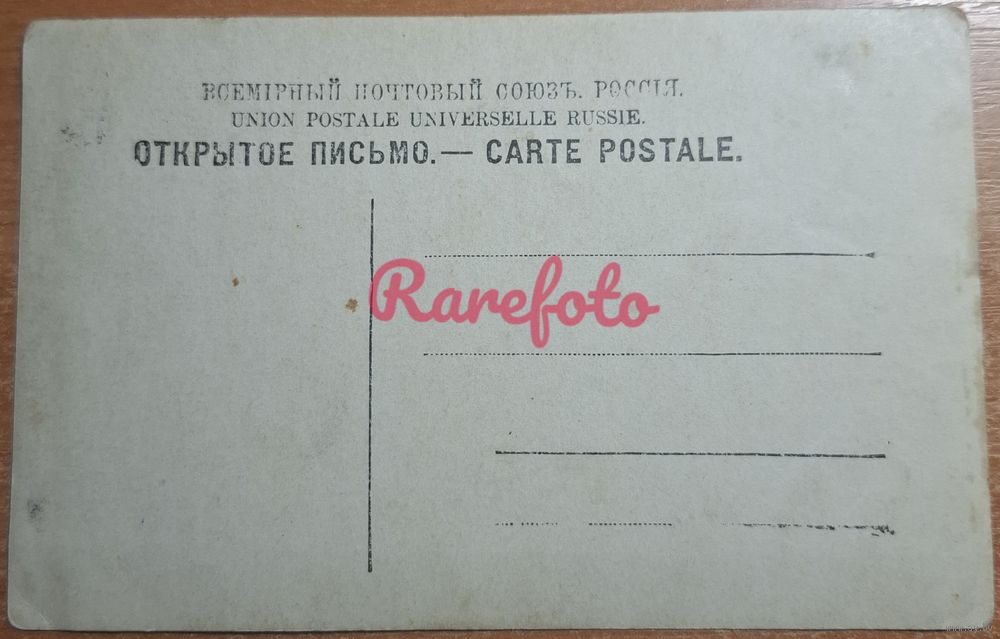 ВСЕМІРНЫЙ ПОЧТОВЫЙ СОЮЗЪ. РОССІЯ.
UNION POSTALE UNIVERSELLE RUSSIE.
ОТКРЫТОЕ ПИСЬМО.— CARTE POSTALE.
Rarefoto